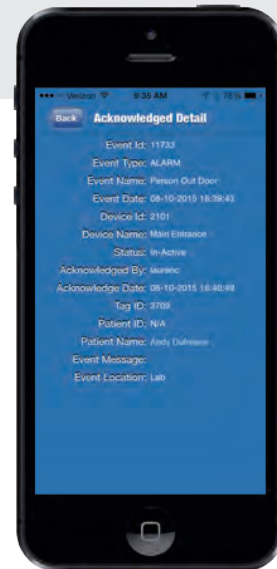 Verizon 9:35 AM 76%
Back Acknowledged Detail
Event Id: 11733
Event Type: ALARM
Event Name: Person Out Door
Event Date: 08-10-2015 16:39:43
Device Id: 2101
Device Name: Main Entrance
Status: In-Active
Acknowledged By: laurenc
Acknowledge Date: 08-10-2015 16:40:49
Tag ID: 3709
Patient ID: N/A
Patient Name: Andy Dufresne
Event Message:
Event Location: Lab